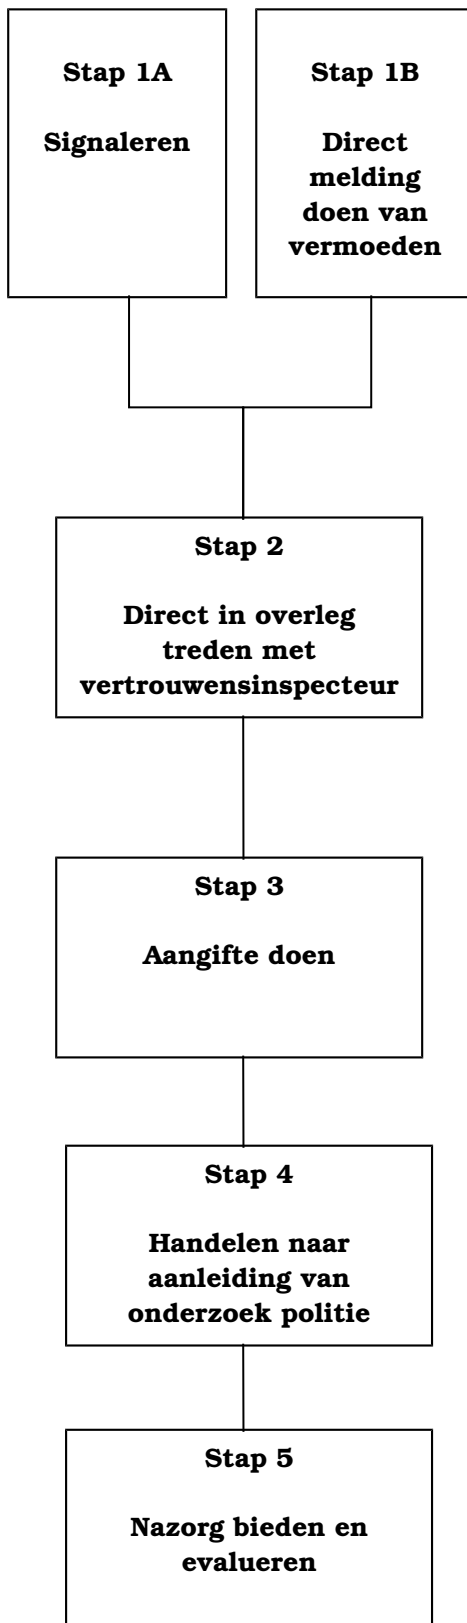 Stap 1A
Signaleren
Stap 1B
Direct
melding
doen van
vermoeden
Stap 2
Direct in overleg
treden met
vertrouwensinspecteur
Stap 3
Aangifte doen
Stap 4
Handelen naar
aanleiding van
onderzoek politie
Stap 5
Nazorg bieden en
evalueren